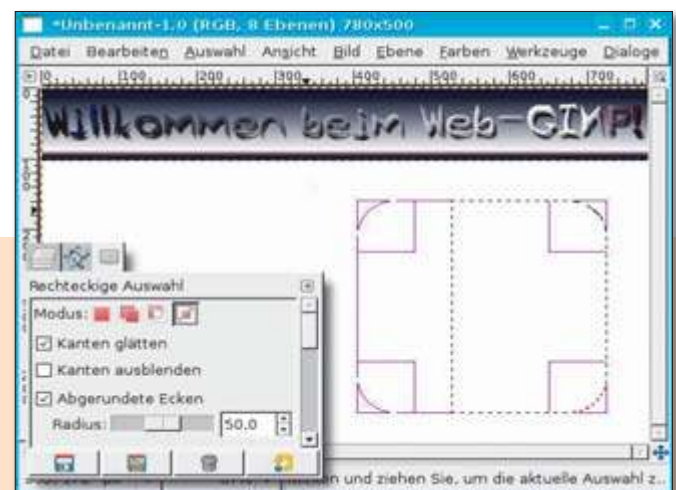 *Unbenannt-1.0 (RGB, 8 Ebenen) 780x500
Datei Bearbeiten Auswahl Ansicht Bild Ebene Farben Werkzeuge Dialoge
0 100 200 300 400 500 600 700
Willkommen beim Web-GIMP!
Rechteckige Auswahl
Modus:
Kanten glätten
Kanten ausblenden
Abgerundete Ecken
Radius: 50.0
und ziehen Sie, um die aktuelle Auswahl z..